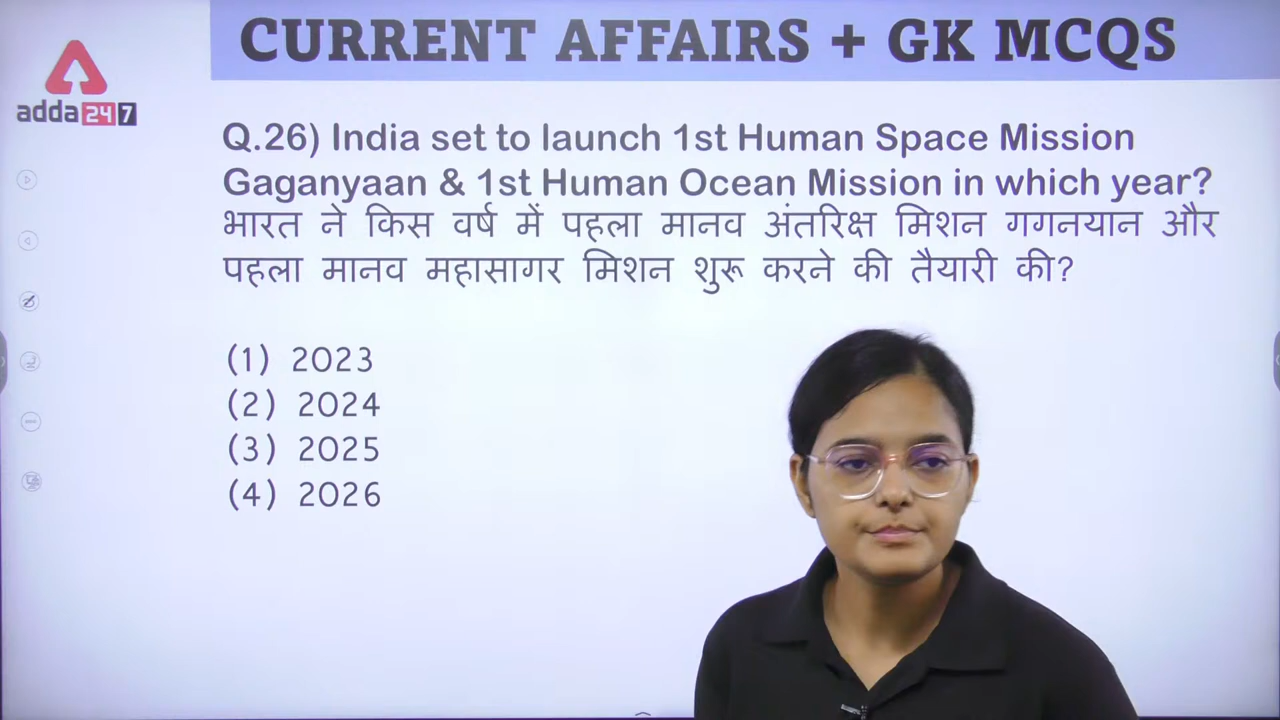 CURRENT AFFAIRS + GK MCQS
adda247
Q.26) India set to launch 1st Human Space Mission
Gaganyaan & 1st Human Ocean Mission in which year?
भारत ने किस वर्ष में पहला मानव अंतरिक्ष मिशन गगनयान और
पहला मानव महासागर मिशन शुरू करने की तैयारी की?
(1) 2023
(2) 2024
(3) 2025
(4) 2026